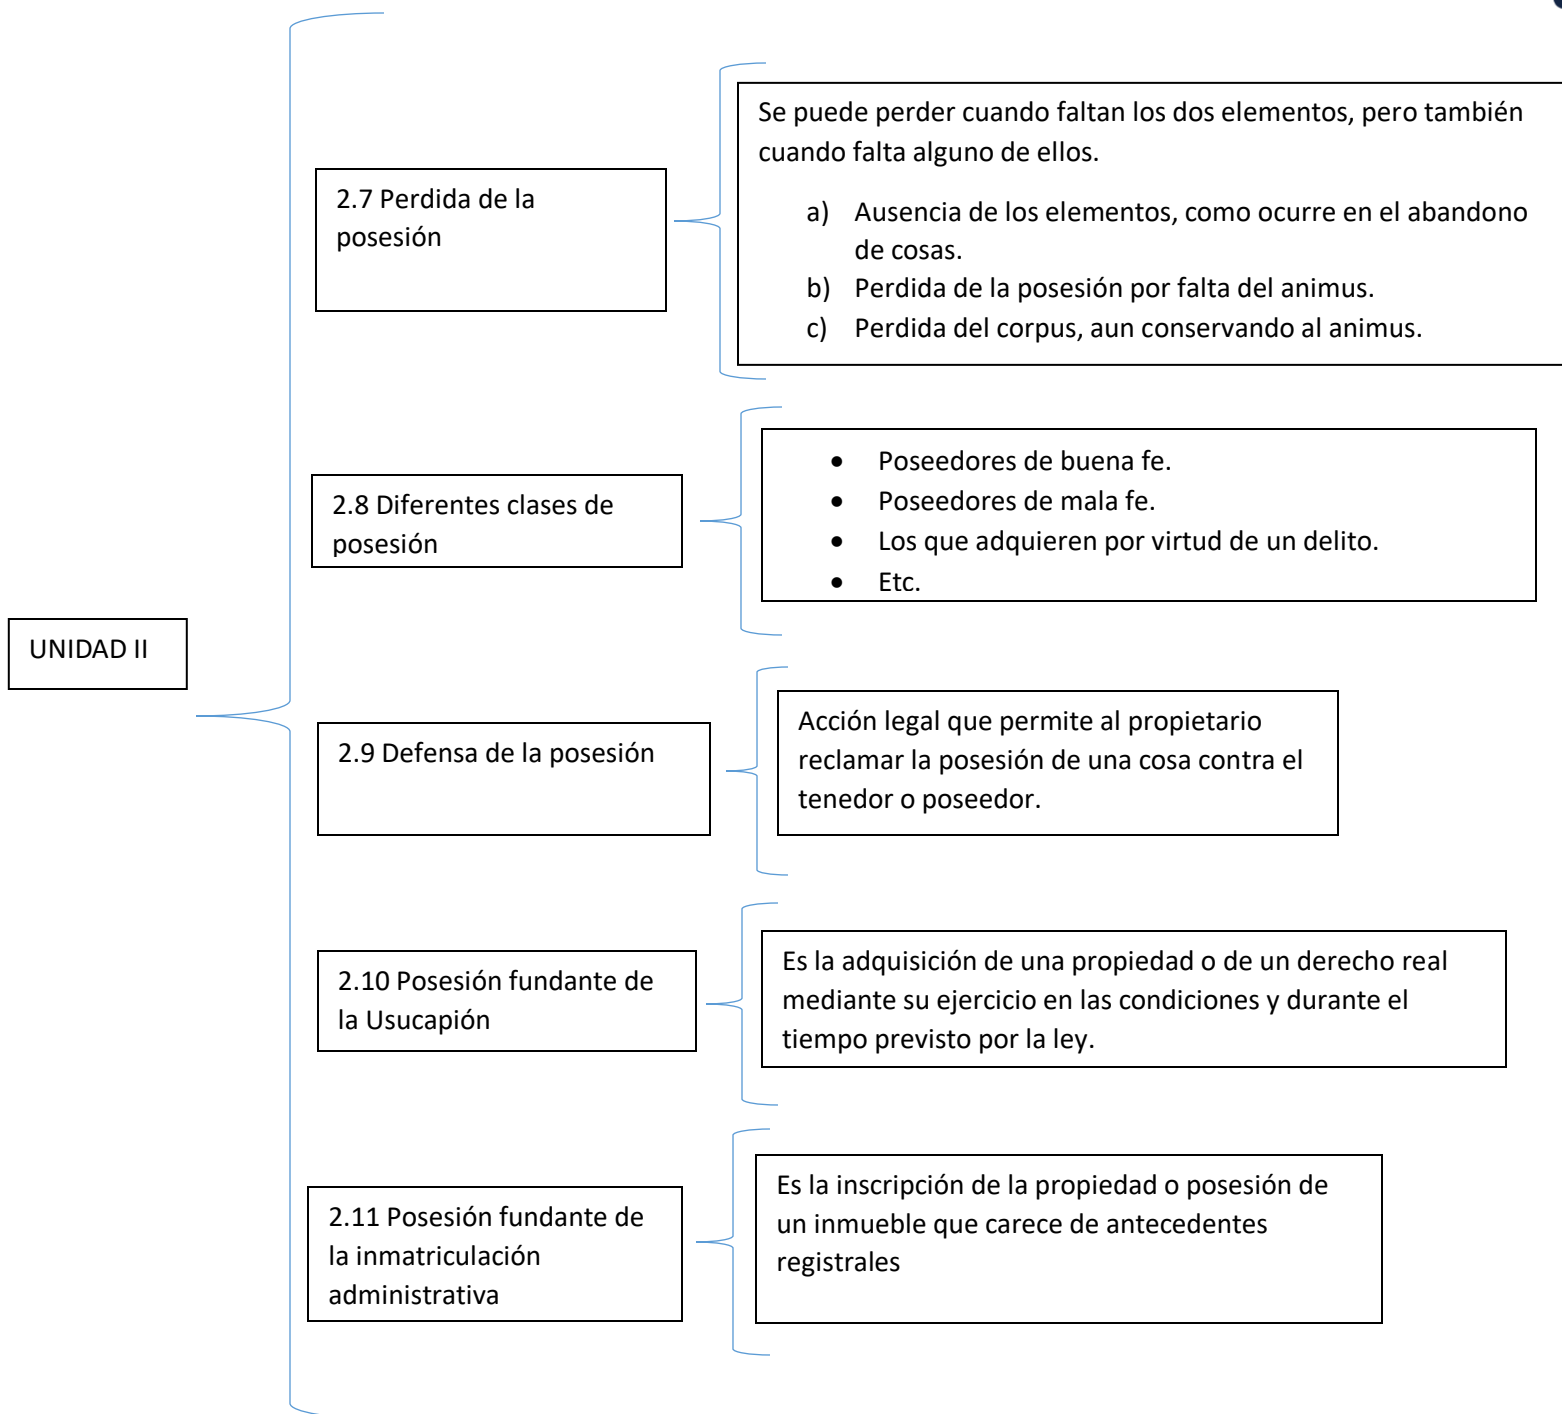 UNIDAD II
2.7 Perdida de la
posesión
Se puede perder cuando faltan los dos elementos, pero también
cuando falta alguno de ellos.
a) Ausencia de los elementos, como ocurre en el abandono
de cosas.
b) Perdida de la posesión por falta del animus.
c) Perdida del corpus, aun conservando al animus.
2.8 Diferentes clases de
posesión
• Poseedores de buena fe.
• Poseedores de mala fe.
• Los que adquieren por virtud de un delito.
• Etc.
2.9 Defensa de la posesión
Acción legal que permite al propietario
reclamar la posesión de una cosa contra el
tenedor o poseedor.
2.10 Posesión fundante de
la Usucapión
Es la adquisición de una propiedad o de un derecho real
mediante su ejercicio en las condiciones y durante el
tiempo previsto por la ley.
2.11 Posesión fundante de
la inmatriculación
administrativa
Es la inscripción de la propiedad o posesión de
un inmueble que carece de antecedentes
registrales